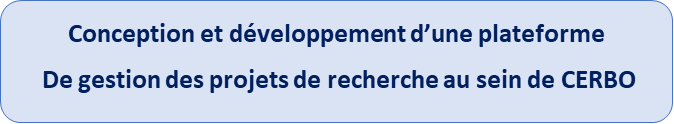 Conception et développement d’une plateforme
De gestion des projets de recherche au sein de CERBO